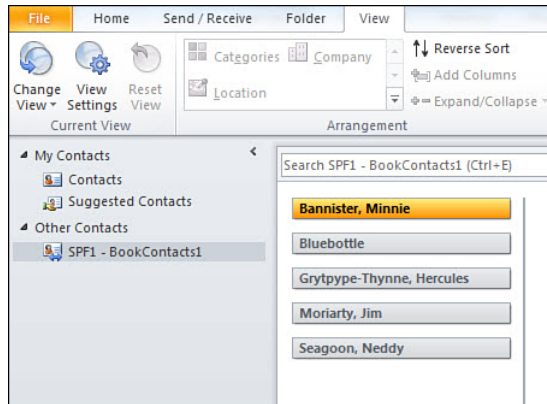 File Home Send / Receive Folder View
Categories Company Reverse Sort
Change View View Settings Reset View Location Add Columns
Expand/Collapse
Current View Arrangement
My Contacts
Contacts
Suggested Contacts
Other Contacts
SPF1 - BookContacts1
Search SPF1 - BookContacts1 (Ctrl+E)
Bannister, Minnie
Bluebottle
Grytpype-Thynne, Hercules
Moriarty, Jim
Seagoon, Neddy